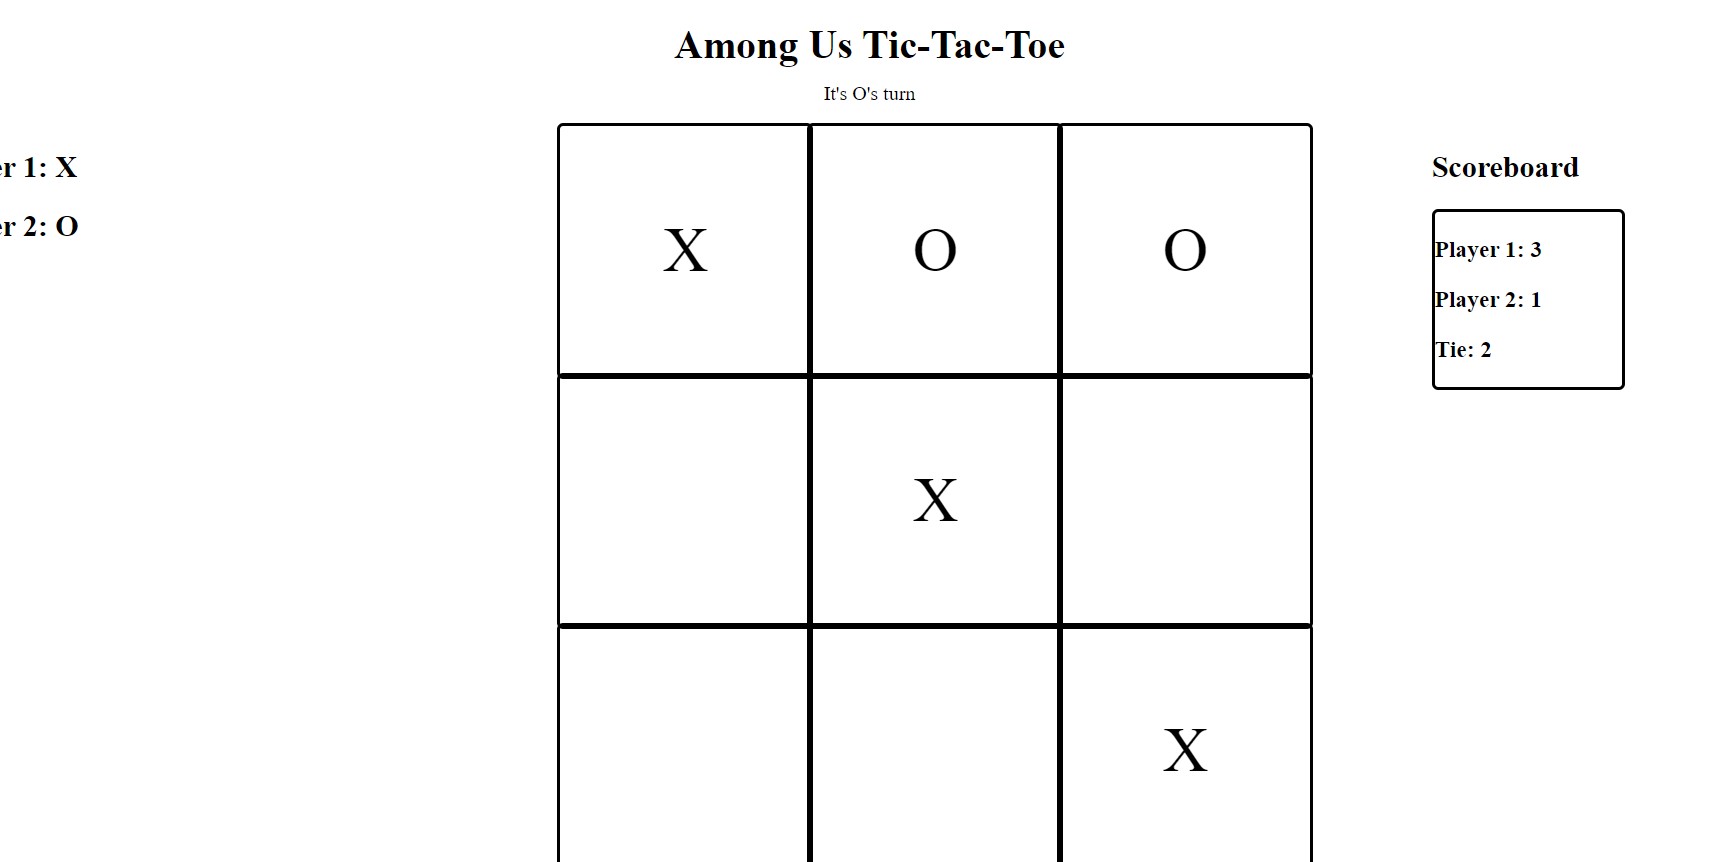 Among Us Tic-Tac-Toe
It's O's turn
er 1: X
er 2: O
X O O
X
X
Scoreboard
Player 1: 3
Player 2: 1
Tie: 2